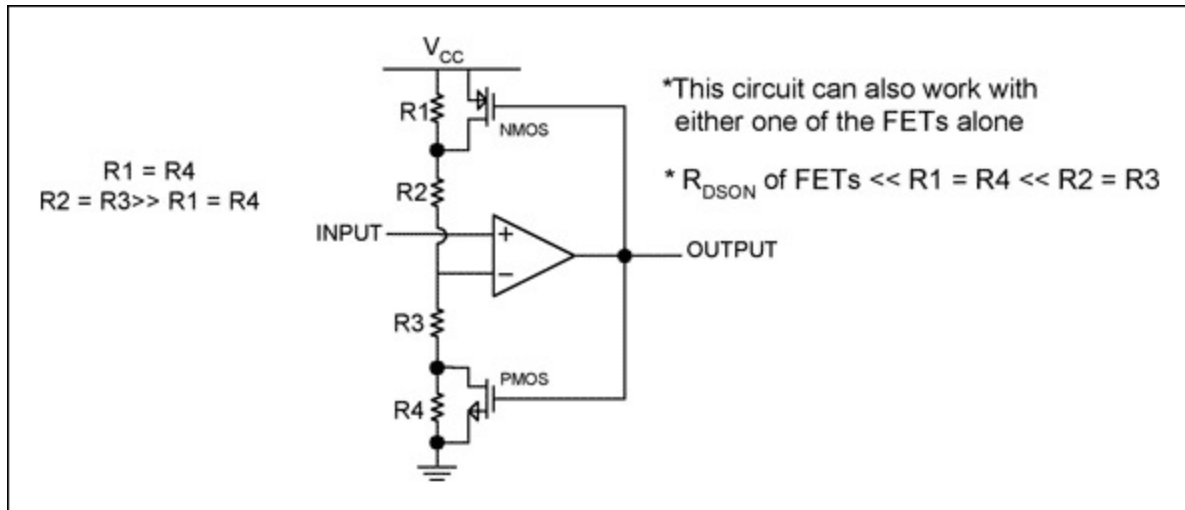 V_CC
R1
NMOS
*This circuit can also work with
either one of the FETs alone
R1 = R4
R2 = R3>> R1 = R4
* R_DSON of FETs << R1 = R4 << R2 = R3
R2
INPUT
+
−
OUTPUT
R3
PMOS
R4